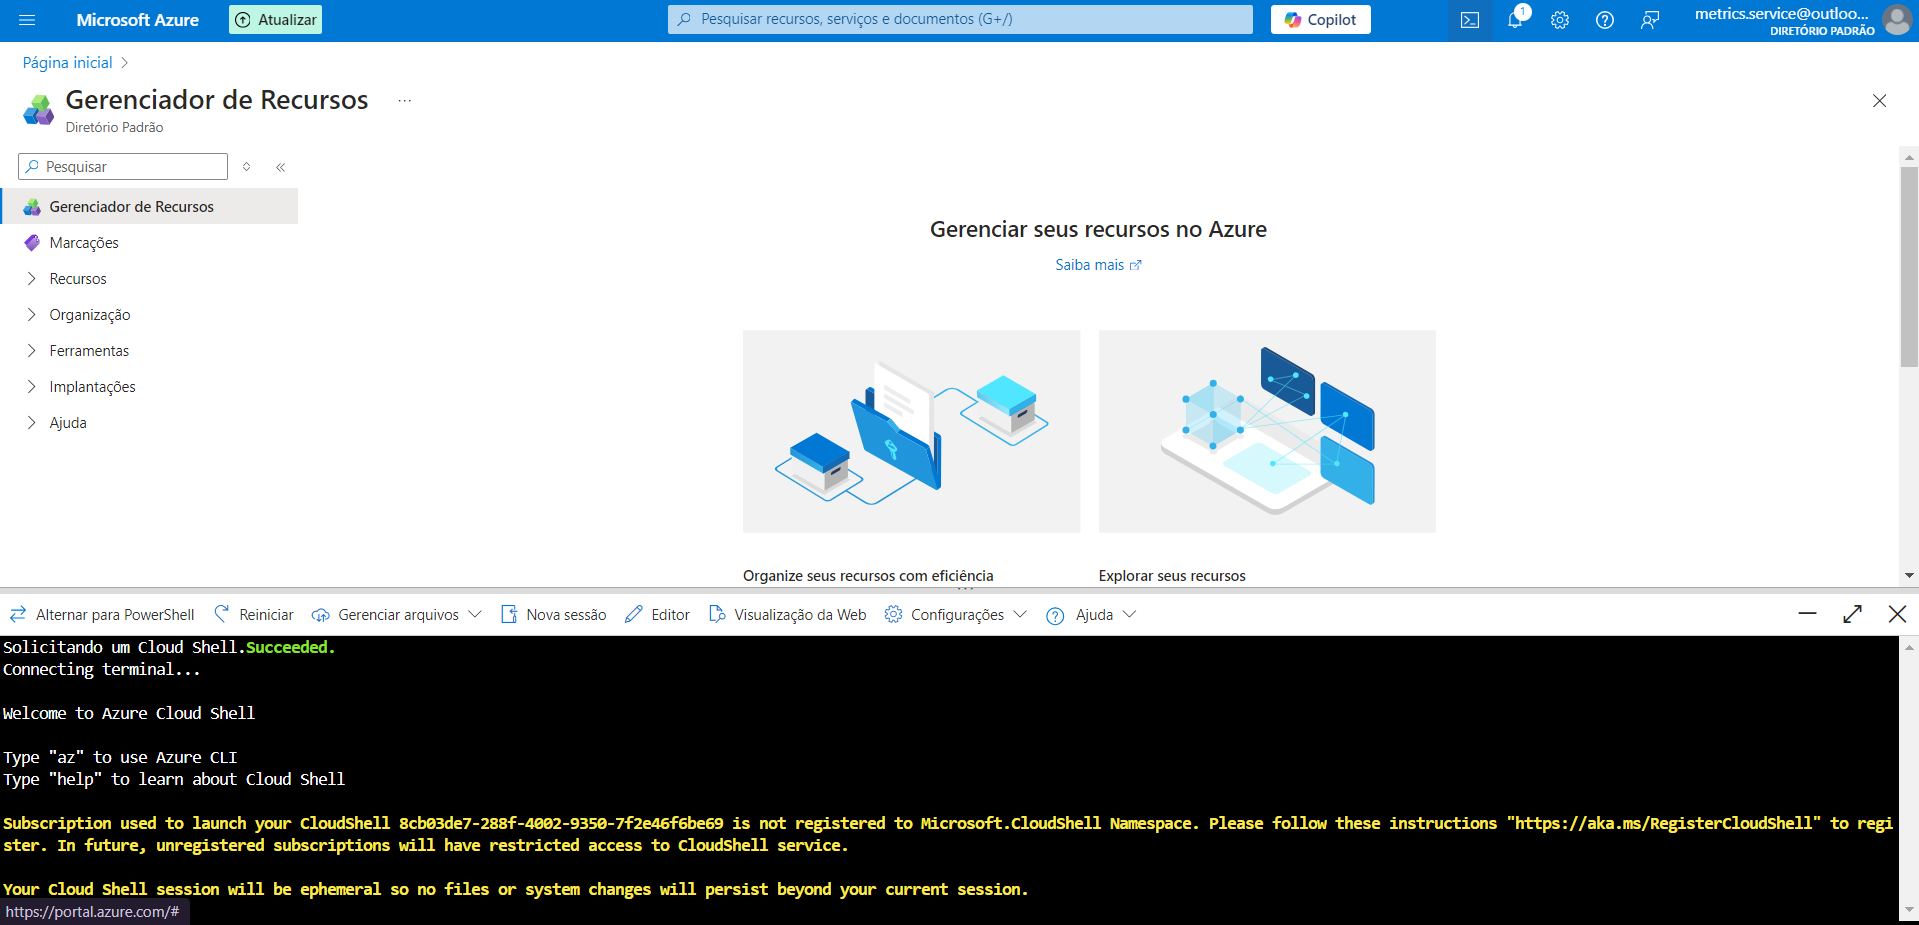 Microsoft Azure
Atualizar
Pesquisar recursos, serviços e documentos (G+/)
Copilot
1
metrics.service@outloo...
DIRETÓRIO PADRÃO
Página inicial
Gerenciador de Recursos
...
Diretório Padrão
Pesquisar
Gerenciador de Recursos
Marcações
Recursos
Organização
Ferramentas
Implantações
Ajuda
Gerenciar seus recursos no Azure
Saiba mais
Organize seus recursos com eficiência
Explorar seus recursos
Alternar para PowerShell
Reiniciar
Gerenciar arquivos
Nova sessão
Editor
Visualização da Web
Configurações
Ajuda
Solicitando um Cloud Shell.Succeeded.
Connecting terminal...
Welcome to Azure Cloud Shell
Type "az" to use Azure CLI
Type "help" to learn about Cloud Shell
Subscription used to launch your CloudShell 8cb03de7-288f-4002-9350-7f2e46f6be69 is not registered to Microsoft.CloudShell Namespace. Please follow these instructions "https://aka.ms/RegisterCloudShell" to regi
ster. In future, unregistered subscriptions will have restricted access to CloudShell service.
Your Cloud Shell session will be ephemeral so no files or system changes will persist beyond your current session.
https://portal.azure.com/#